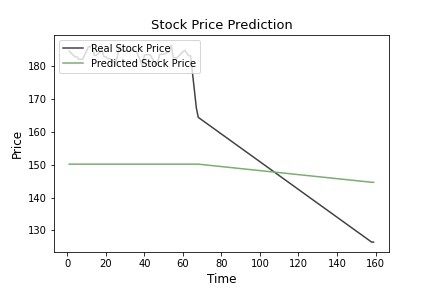 Stock Price Prediction
Real Stock Price
Predicted Stock Price
Price
180
170
160
150
140
130
0 20 40 60 80 100 120 140 160
Time